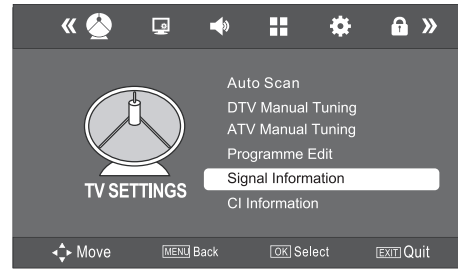 Auto Scan
DTV Manual Tuning
ATV Manual Tuning
Programme Edit
Signal Information
CI Information
TV SETTINGS
Move MENU Back OK Select EXIT Quit